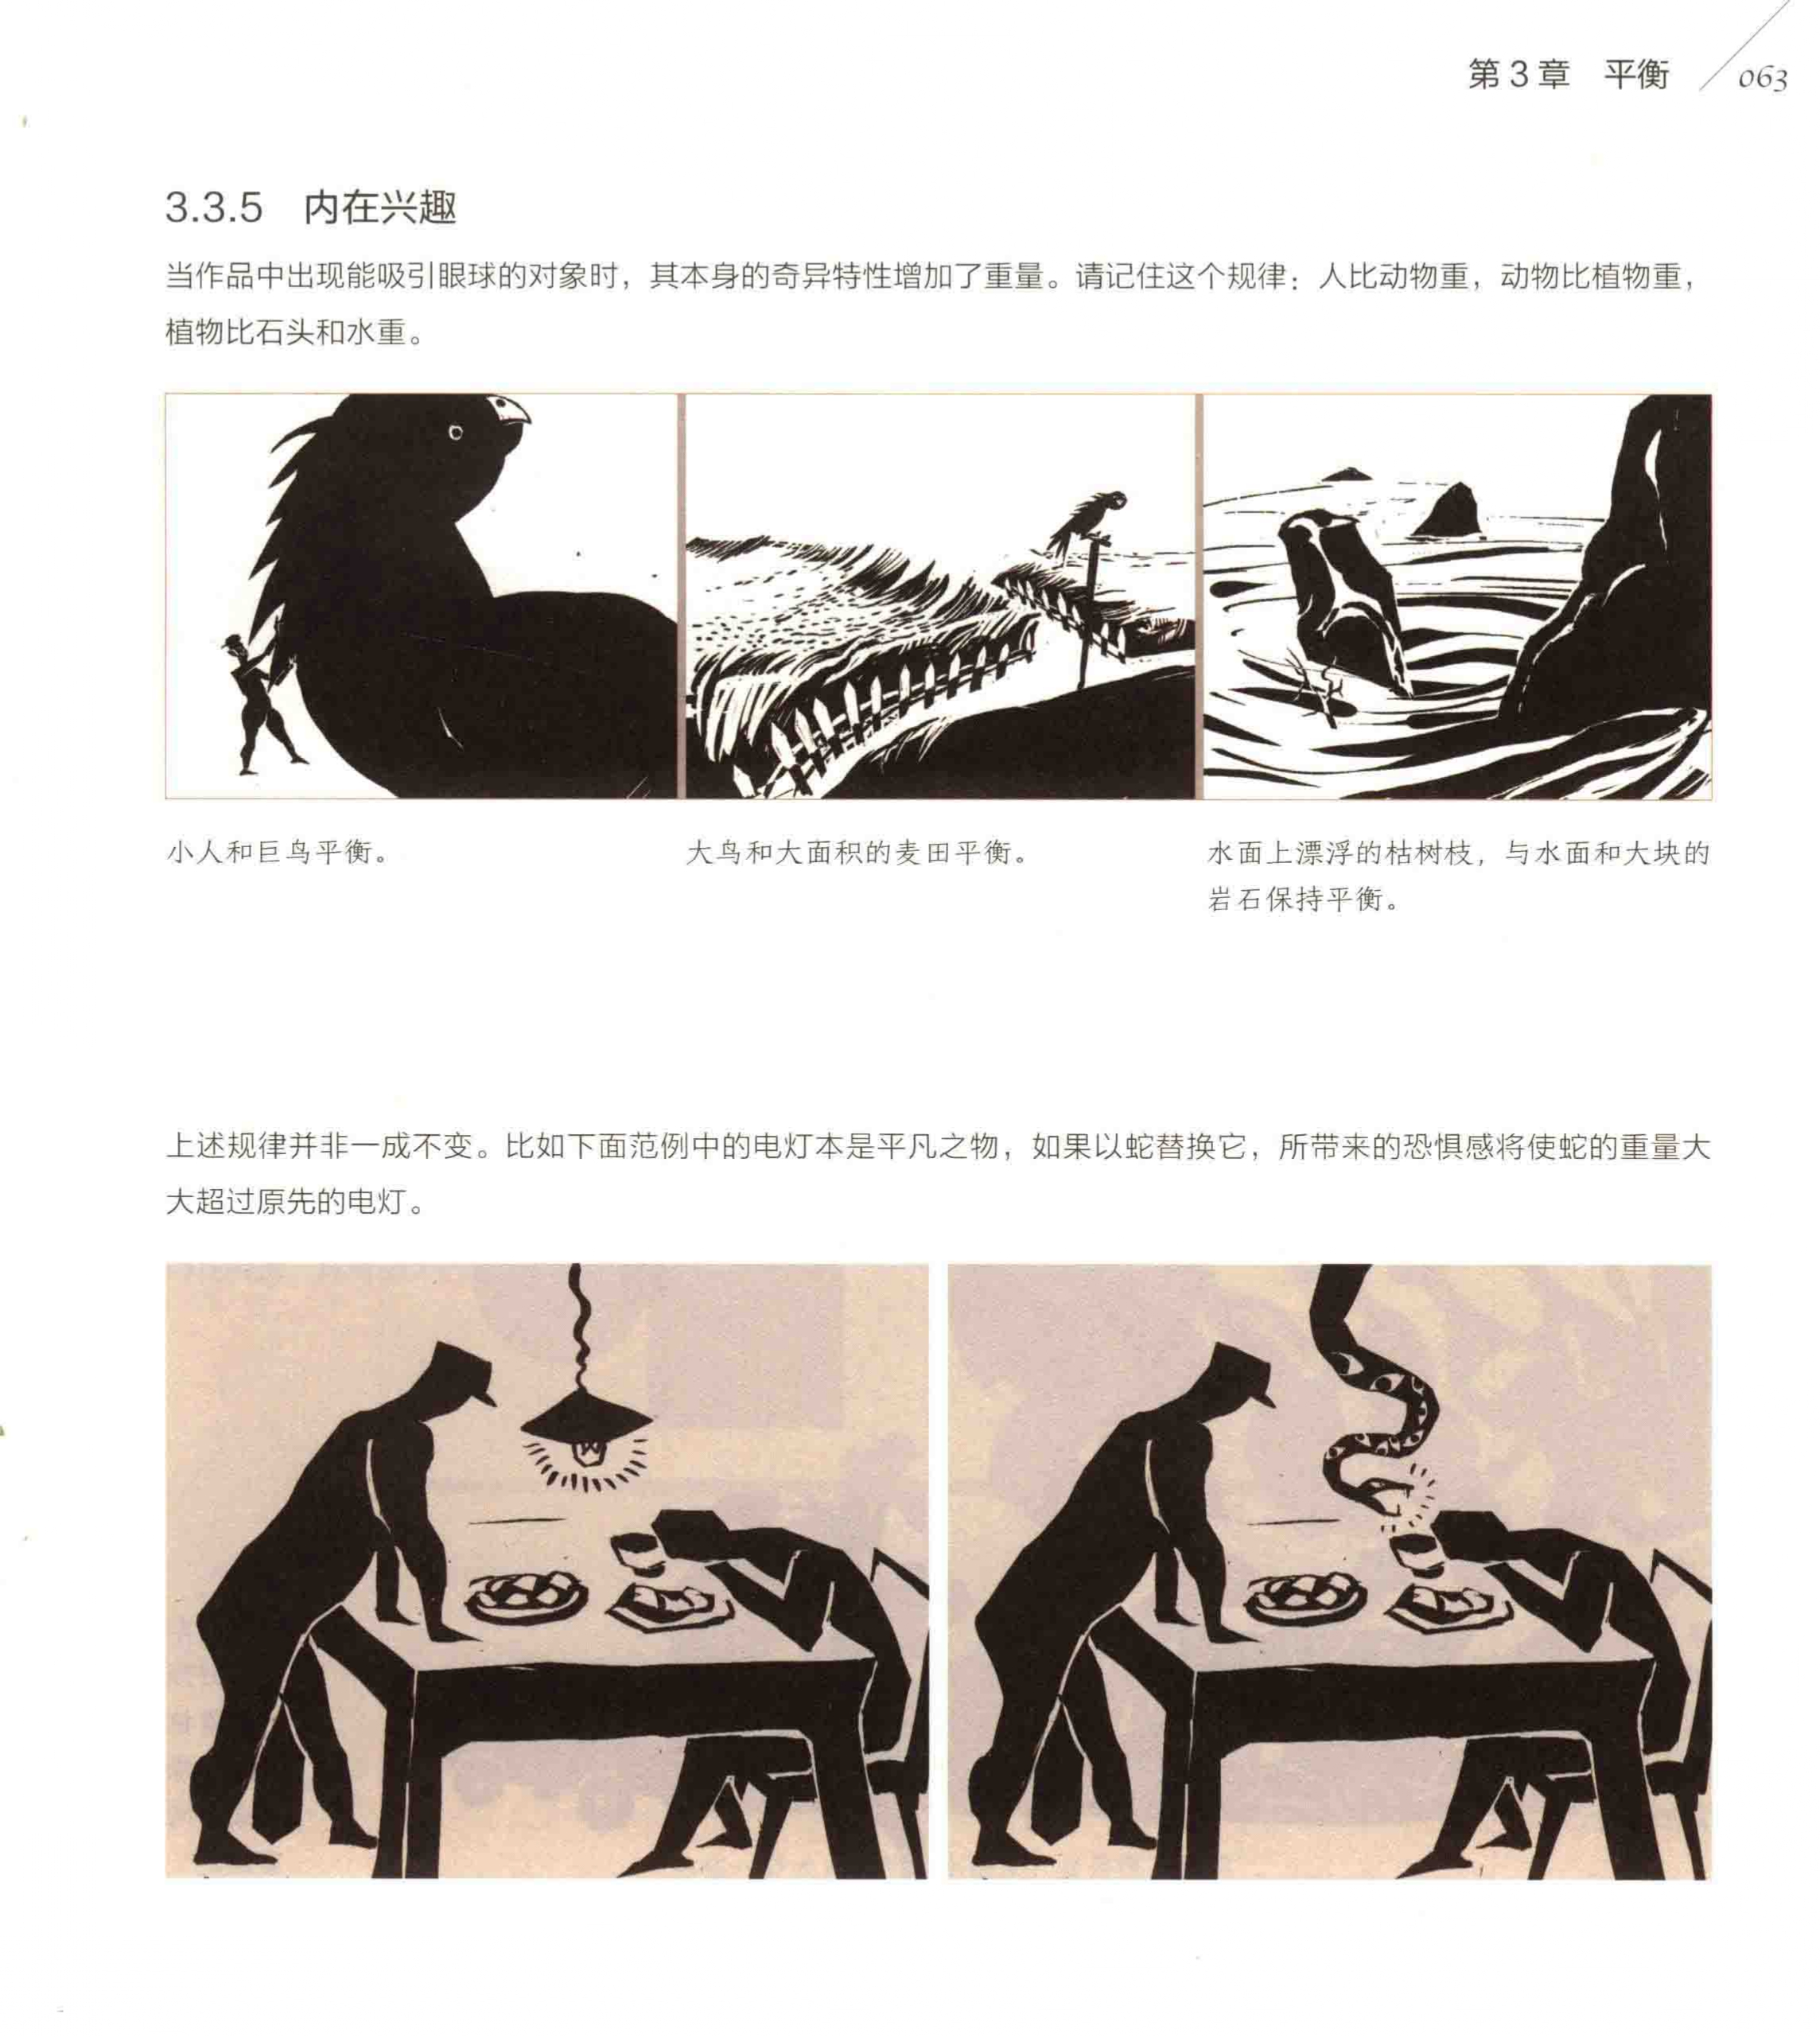 第3章 平衡 063
3.3.5 内在兴趣
当作品中出现能吸引眼球的对象时，其本身的奇异特性增加了重量。请记住这个规律：人比动物重，动物比植物重，
植物比石头和水重。
小人和巨鸟平衡。
大鸟和大面积的麦田平衡。
水面上漂浮的枯树枝，与水面和大块的
岩石保持平衡。
上述规律并非一成不变。比如下面范例中的电灯本是平凡之物，如果以蛇替换它，所带来的恐惧感将使蛇的重量大
大超过原先的电灯。